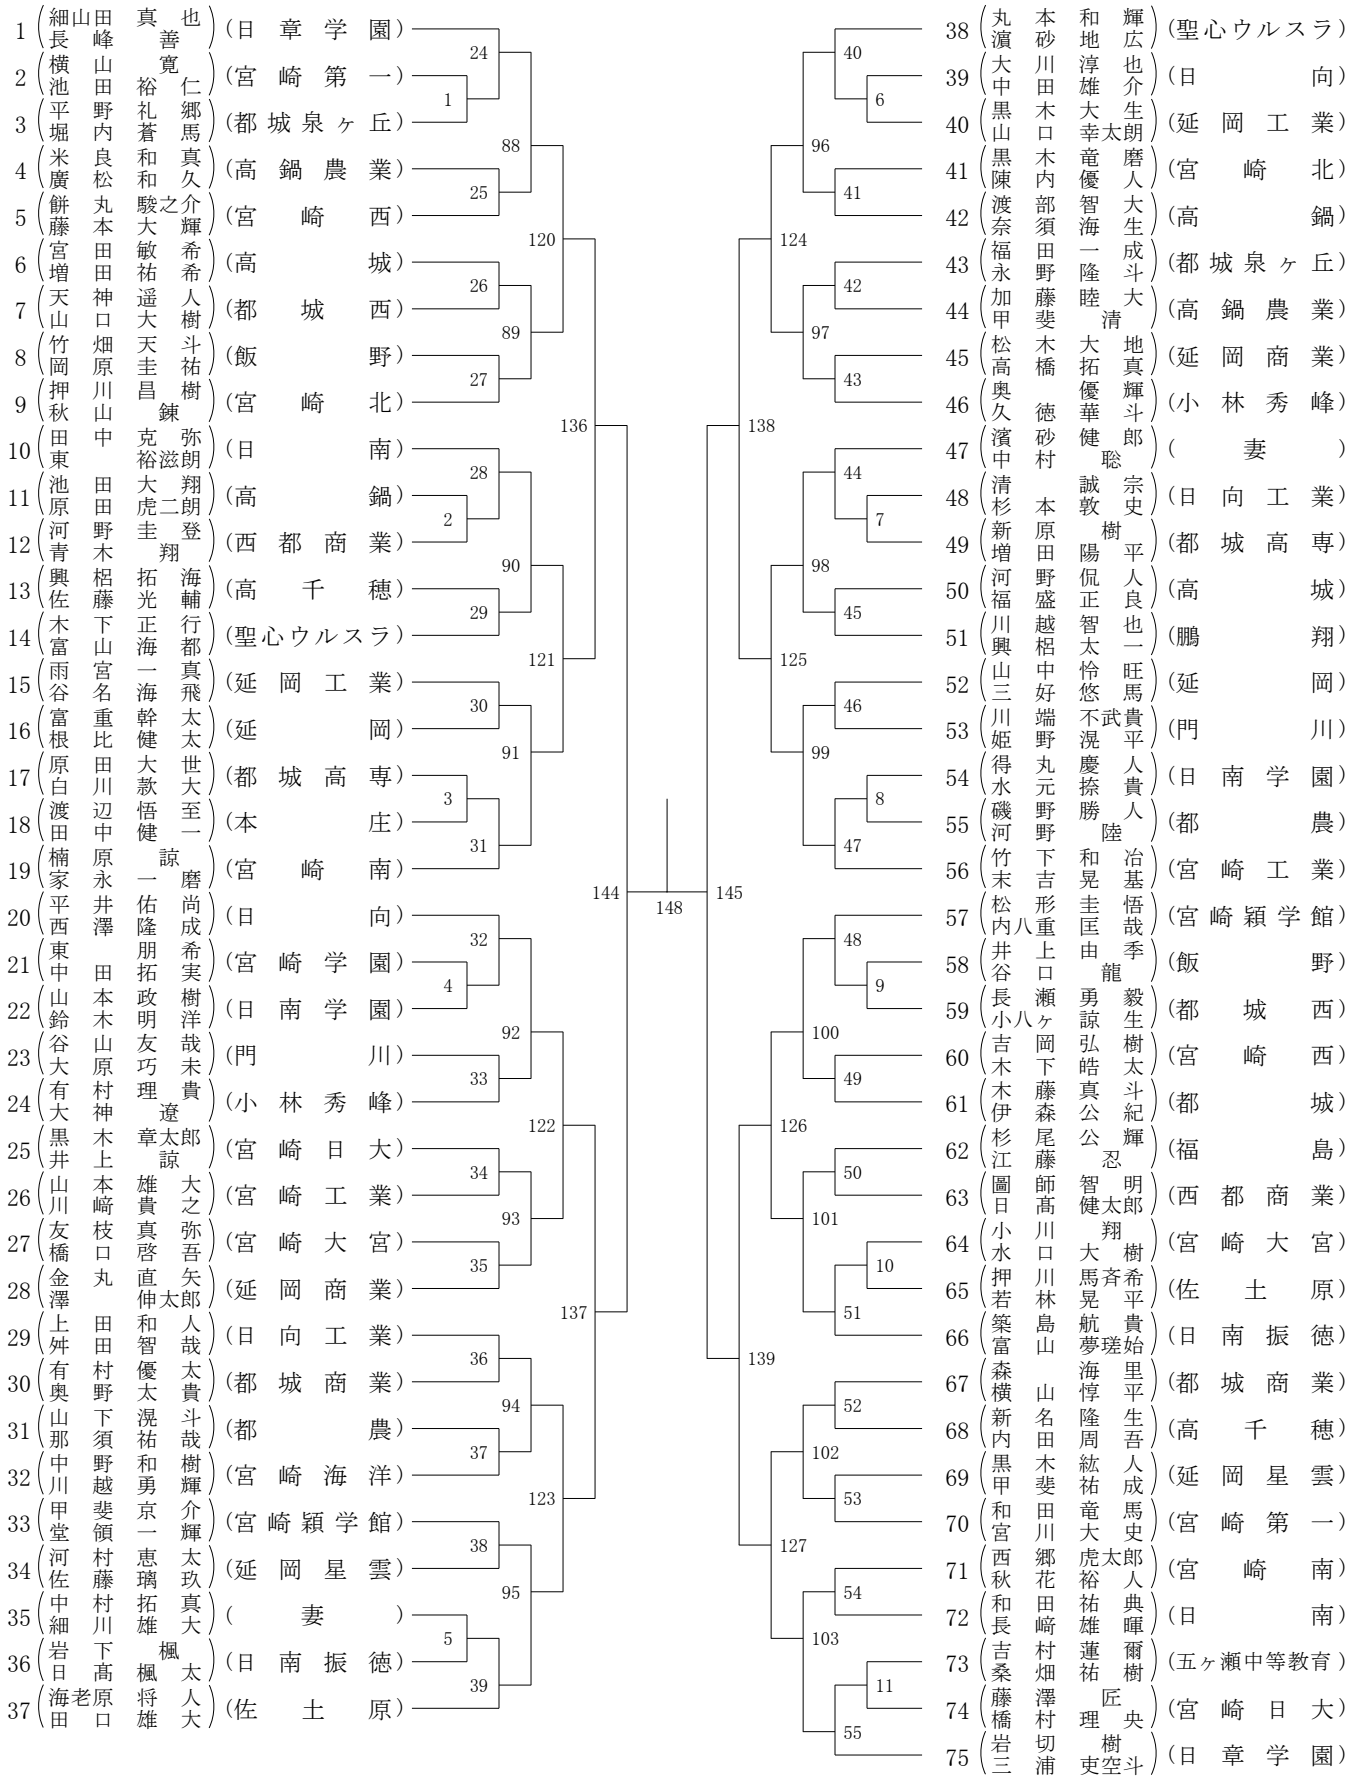 1 (細山田 真也 長峰 善) (日章学園)
2 (横山 寛 池田 裕仁) (宮崎第一)
3 (平野 礼郷 堀内 蒼馬) (都城泉ヶ丘)
4 (米良 和真 廣松 和久) (高鍋農業)
5 (餅丸 駿之介 藤本 大輝) (宮崎西)
6 (宮田 敏希 増田 祐希) (高城)
7 (天神 遥人 山口 大樹) (都城西)
8 (竹畑 天斗 岡原 圭祐) (飯野)
9 (押川 昌樹 秋山 錬) (宮崎北)
10 (田中 克弥 東 裕滋朗) (日南)
11 (池田 大翔 原田 虎二朗) (高鍋)
12 (河野 圭登 青木 翔) (西都商業)
13 (興梠 拓海 佐藤 光輔) (高千穂)
14 (木下 正行 富山 海都) (聖心ウルスラ)
15 (雨宮 一真 谷名 海飛) (延岡工業)
16 (富重 幹太 根比 健太) (延岡)
17 (原田 大世 白川 歎大) (都城高専)
18 (渡辺 悟至 田中 健一) (本庄)
19 (楠原 諒 家永 一磨) (宮崎南)
20 (平井 佑尚 西澤 隆成) (日向)
21 (東 朋希 中田 拓実) (宮崎学園)
22 (山本 政樹 鈴木 明洋) (日南学園)
23 (谷山 友哉 大原 巧未) (門川)
24 (有村 理貴 大神 遼) (小林秀峰)
25 (黒木 章太郎 井上 諒) (宮崎日大)
26 (山本 雄大 川﨑 貴之) (宮崎工業)
27 (友枝 真弥 橋口 啓吾) (宮崎大宮)
28 (金丸 直矢 澤 伸太郎) (延岡商業)
29 (上田 和人 舛田 智哉) (日向工業)
30 (有村 優太 奥野 太貴) (都城商業)
31 (山下 滉斗 那須 祐哉) (都農)
32 (中野 和樹 川越 勇輝) (宮崎海洋)
33 (甲斐 京介 堂領 一輝) (宮崎穎学館)
34 (河村 恵太 佐藤 璃玖) (延岡星雲)
35 (中村 拓真 細川 雄大) (妻)
36 (岩下 楓 日髙 楓太) (日南振徳)
37 (海老原 将人 田口 雄大) (佐土原)
24
1
88
25
120
26
89
27
136
28
2
90
29
121
30
91
3
31
144
32
4
92
33
122
34
93
35
137
36
94
37
123
38
95
5
39
148
145
40
6
96
41
124
42
97
43
138
44
7
98
45
125
46
99
8
47
48
9
100
49
126
50
101
10
51
139
52
102
53
127
54
103
11
55
38 (丸本 和輝 濵砂 地広) (聖心ウルスラ)
39 (大川 淳也 中田 雄介) (日向)
40 (黒木 大生 山口 幸太朗) (延岡工業)
41 (黒木 竜磨 陳内 優人) (宮崎北)
42 (渡部 智大 奈須 海生) (高鍋)
43 (福田 一成 永野 隆斗) (都城泉ヶ丘)
44 (加藤 睦大 甲斐 清) (高鍋農業)
45 (松木 大地 高橋 拓真) (延岡商業)
46 (奥 優輝 久徳 華斗) (小林秀峰)
47 (濵砂 健郎 中村 聡) (妻)
48 (清 誠宗 杉本 敦史) (日向工業)
49 (新原 樹 増田 陽平) (都城高専)
50 (河野 侃人 福盛 正良) (高城)
51 (川越 智也 興梠 太一) (鵬翔)
52 (山中 怜旺 三好 悠馬) (延岡)
53 (川端 不武貴 姫野 滉平) (門川)
54 (得丸 慶人 水元 捺貴) (日南学園)
55 (磯野 勝人 河野 陸) (都農)
56 (竹下 和冶 末吉 晃基) (宮崎工業)
57 (松形 圭悟 内八重 匡哉) (宮崎穎学館)
58 (井上 由季 谷口 龍) (飯野)
59 (長瀬 勇毅 小八ヶ 諒生) (都城西)
60 (吉岡 弘樹 木下 皓太) (宮崎西)
61 (木藤 真斗 伊森 公紀) (都城)
62 (杉尾 公輝 江藤 忍) (福島)
63 (圖師 智明 日髙 健太郎) (西都商業)
64 (小川 翔 水口 大樹) (宮崎大宮)
65 (押川 馬斉希 若林 晃平) (佐土原)
66 (築島 航貴 富山 夢瑳始) (日南振徳)
67 (森 海里 横山 惇平) (都城商業)
68 (新名 隆生 内田 周吾) (高千穂)
69 (黒木 紘人 甲斐 祐成) (延岡星雲)
70 (和田 竜馬 宮川 大史) (宮崎第一)
71 (西郷 虎太郎 秋花 裕人) (宮崎南)
72 (和田 祐典 長﨑 雄暉) (日南)
73 (吉村 蓮爾 桑畑 祐樹) (五ヶ瀬中等教育)
74 (藤澤 匠 橋村 理央) (宮崎日大)
75 (岩切 樹 三浦 吏空斗) (日章学園)